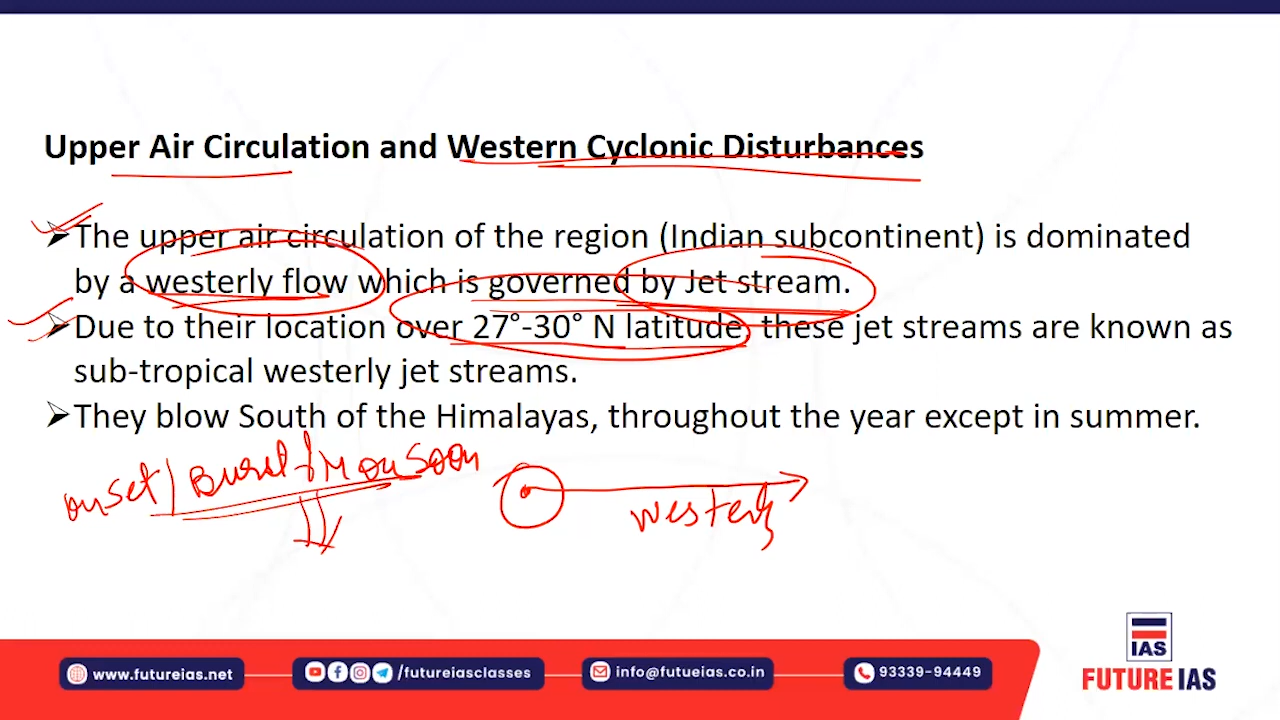 Upper Air Circulation and Western Cyclonic Disturbances
➤The upper air circulation of the region (Indian subcontinent) is dominated
by a westerly flow which is governed by Jet stream.
➤Due to their location over 27°-30° N latitude, these jet streams are known as
sub-tropical westerly jet streams.
➤They blow South of the Himalayas, throughout the year except in summer.
onset/Burst of Monsoon
westerly
IAS
www.futureias.net
/futureiasclasses
info@futueias.co.in
93339-94449
FUTURE IAS